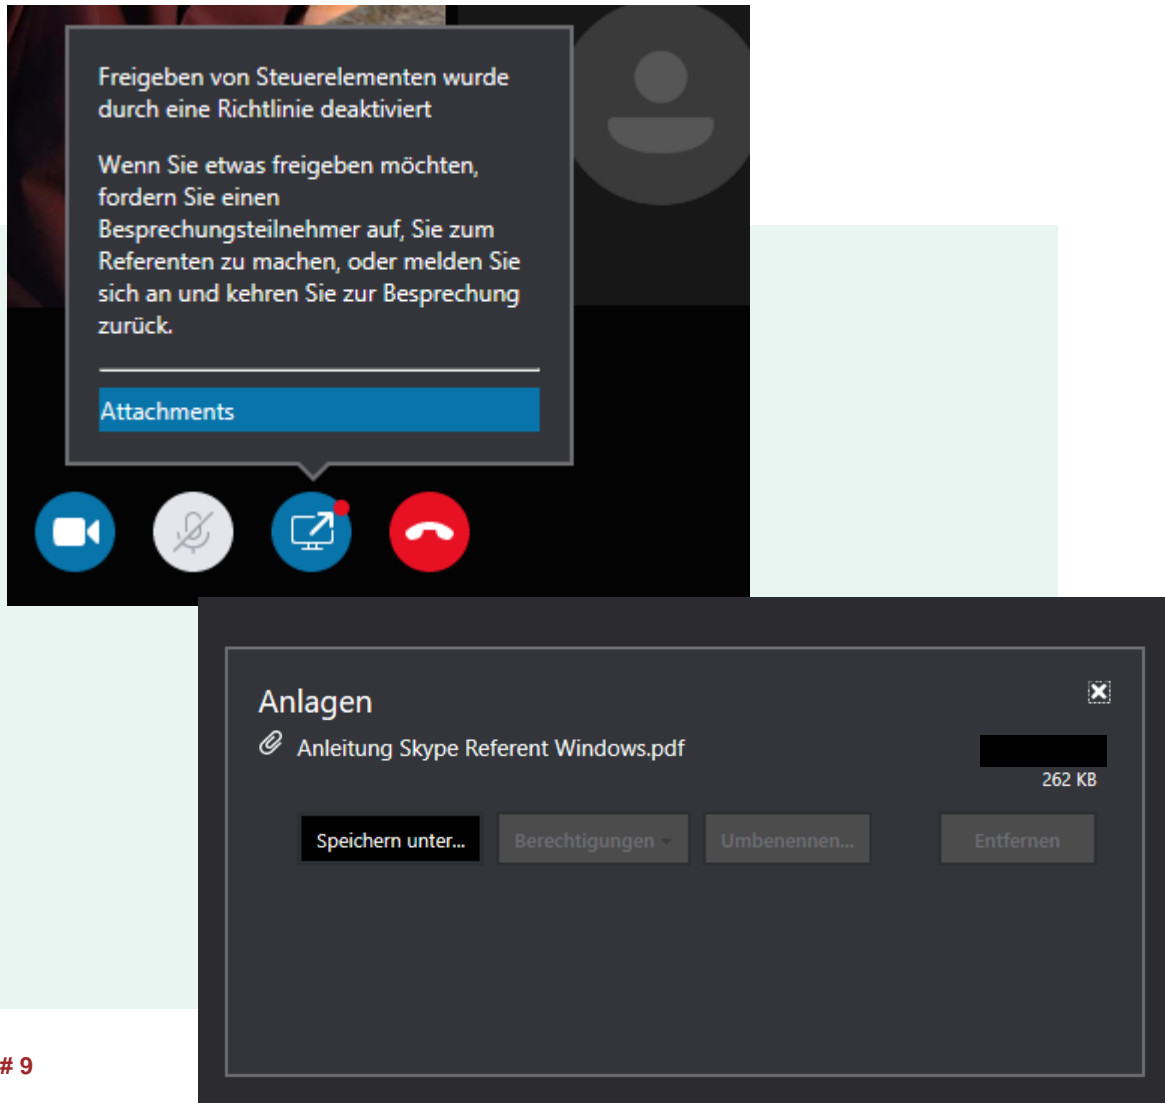 Freigeben von Steuerelementen wurde
durch eine Richtlinie deaktiviert
Wenn Sie etwas freigeben möchten,
fordern Sie einen
Besprechungsteilnehmer auf, Sie zum
Referenten zu machen, oder melden Sie
sich an und kehren Sie zur Besprechung
zurück.
Attachments
Anlagen
Anleitung Skype Referent Windows.pdf
262 KB
Speichern unter... Berechtigungen Umbenennen... Entfernen
# 9